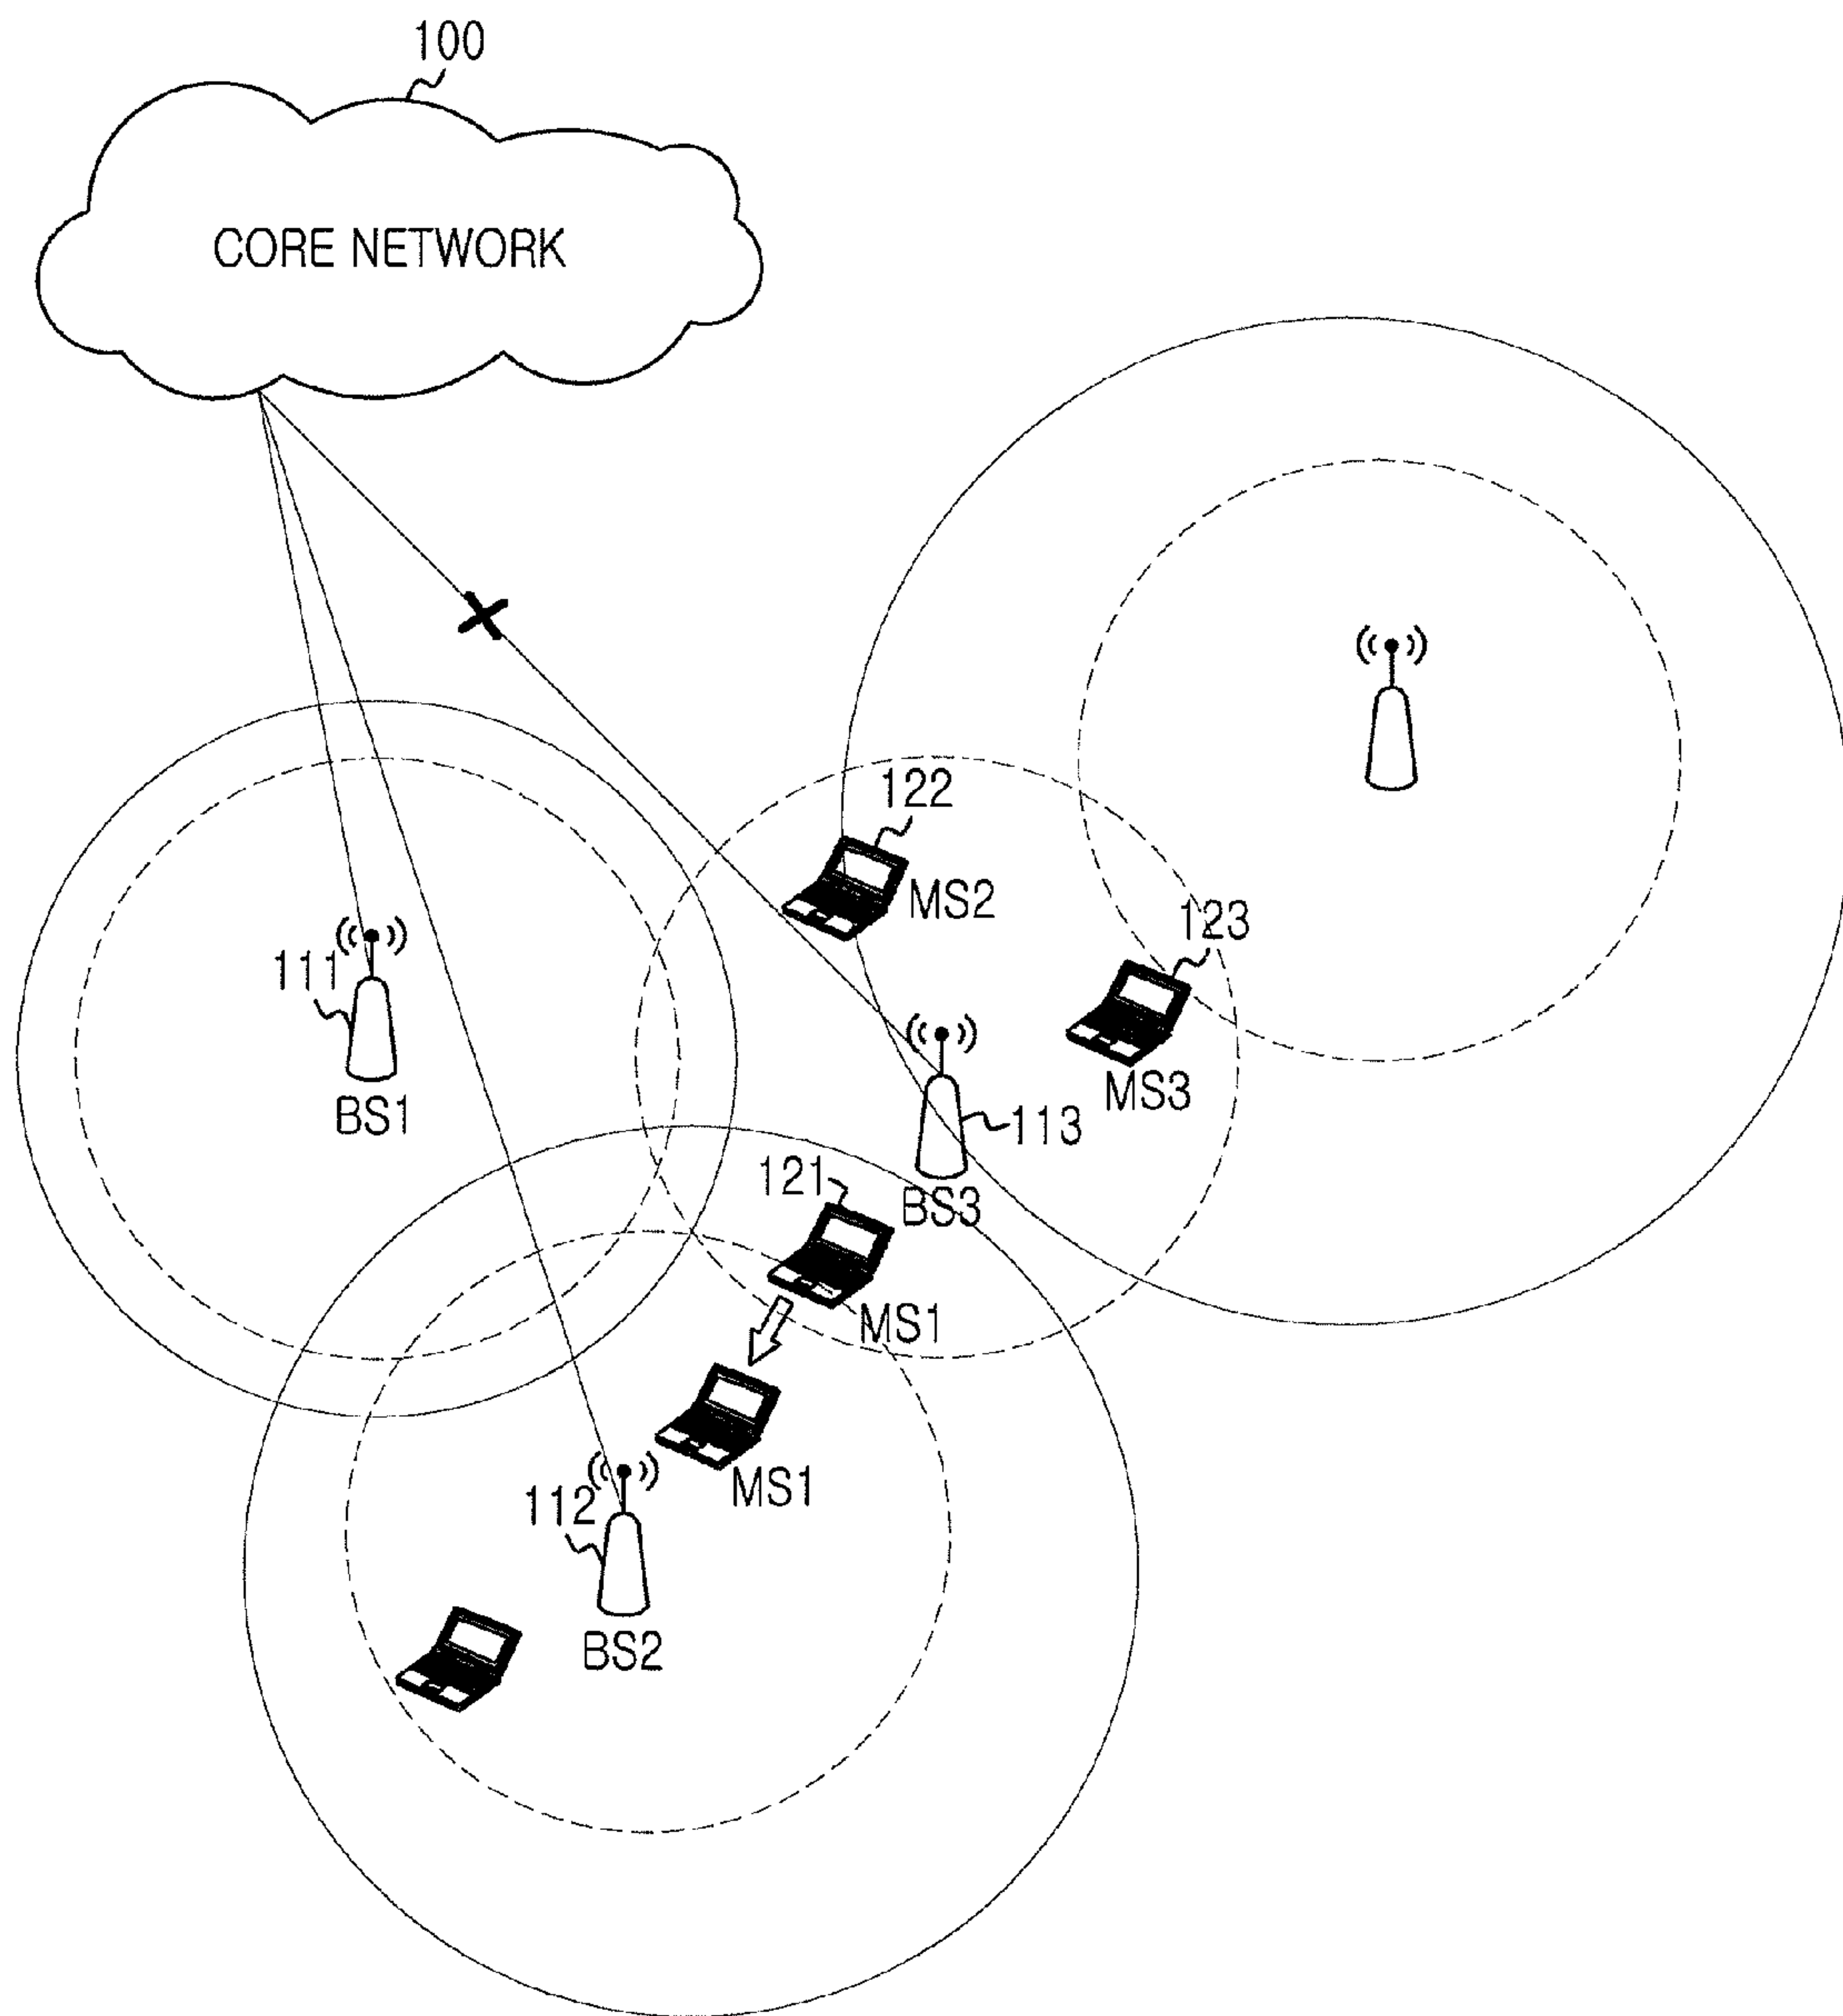 100
CORE NETWORK
122
MS2
123
111
MS3
BS1
113
121
BS3
MS1
MS1
112
BS2